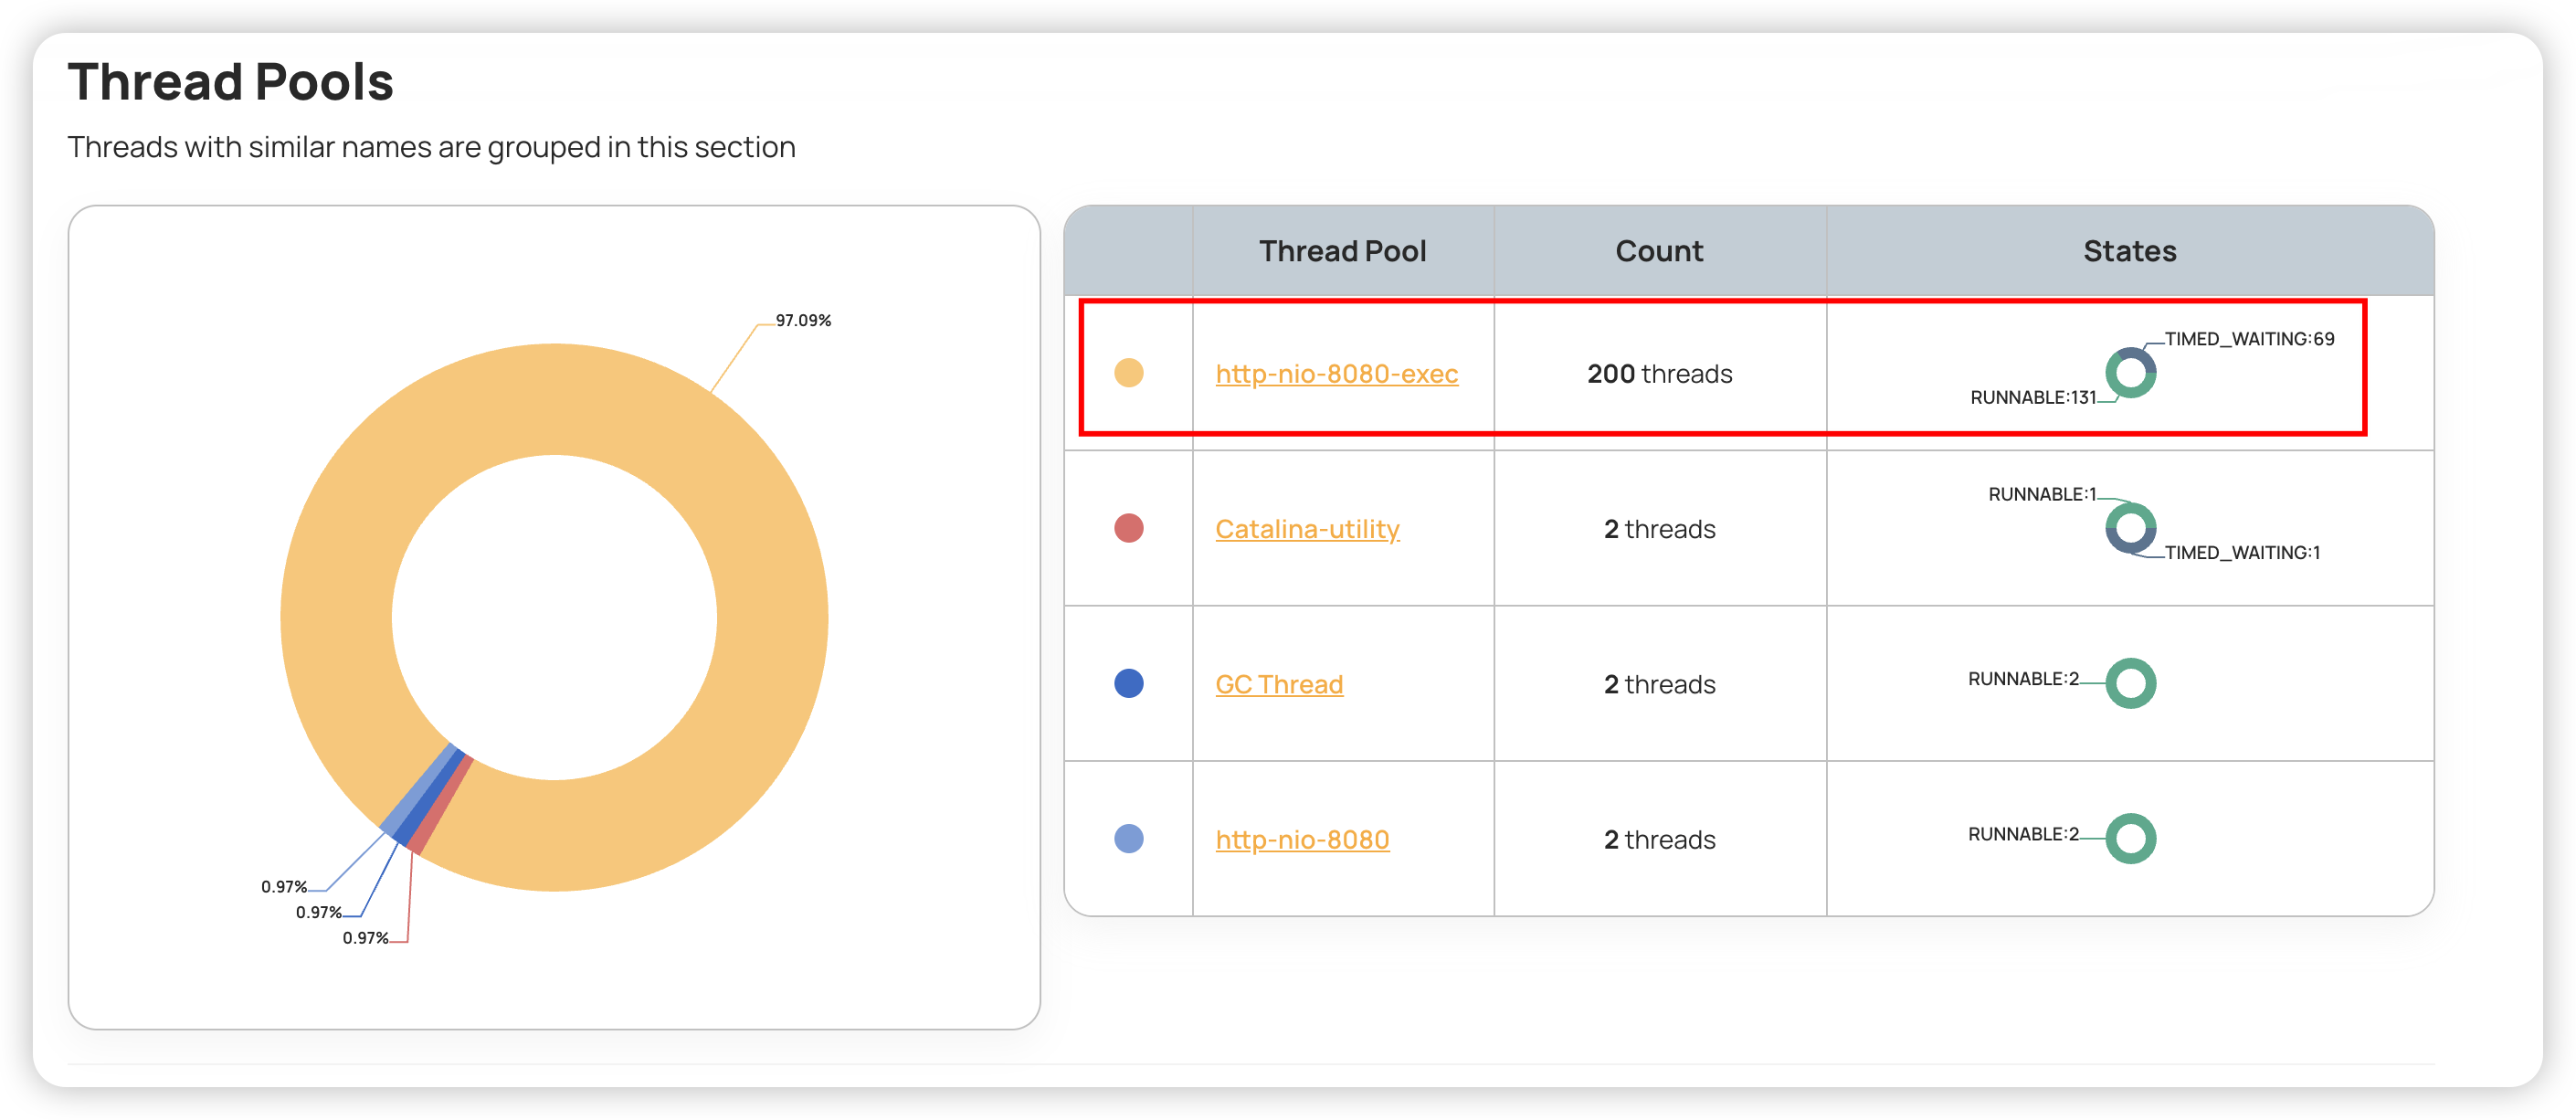 Thread Pools
Threads with similar names are grouped in this section
97.09%
0.97%
0.97%
0.97%
Thread Pool Count States
http-nio-8080-exec 200 threads TIMED_WAITING:69
RUNNABLE:131
Catalina-utility 2 threads RUNNABLE:1
TIMED_WAITING:1
GC Thread 2 threads RUNNABLE:2
http-nio-8080 2 threads RUNNABLE:2